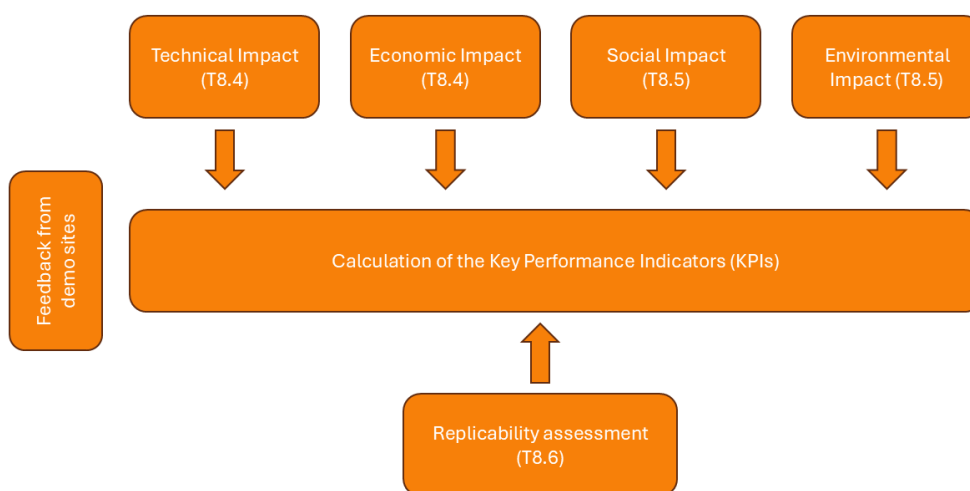 Technical Impact
(T8.4)
Economic Impact
(T8.4)
Social Impact
(T8.5)
Environmental
Impact (T8.5)
Feedback from
demo sites
Calculation of the Key Performance Indicators (KPIs)
Replicability assessment
(T8.6)